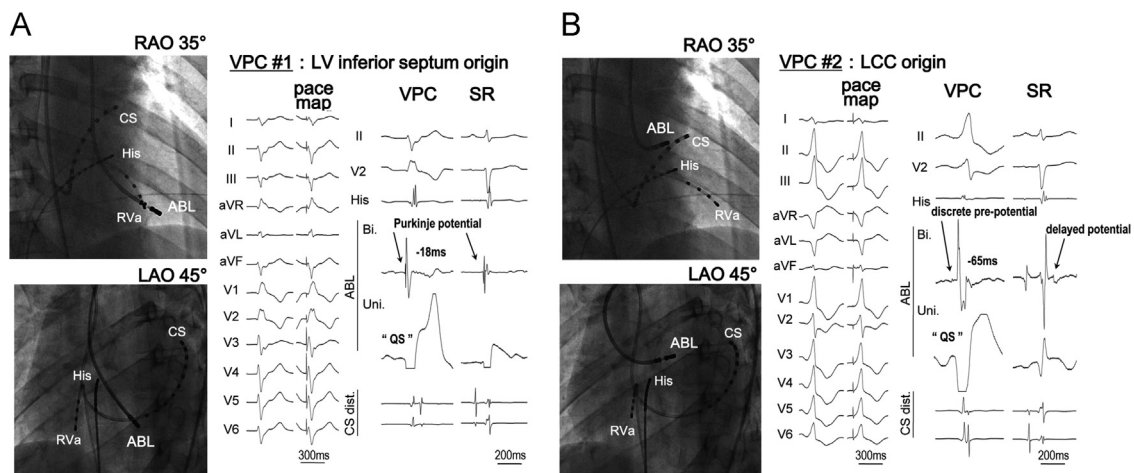 A
RAO 35°
CS
His
RVa
ABL
LAO 45°
CS
His
RVa
ABL
VPC #1 : LV inferior septum origin
pace
map
I
II
III
aVR
aVL
aVF
V1
V2
V3
V4
V5
V6
300ms
VPC
SR
II
V2
His
Purkinje potential
Bi.
-18ms
ABL
Uni.
“ QS ”
CS dist.
200ms
B
RAO 35°
ABL
CS
His
RVa
LAO 45°
CS
ABL
His
RVa
VPC #2 : LCC origin
pace
map
I
II
III
aVR
aVL
aVF
V1
V2
V3
V4
V5
V6
300ms
VPC
SR
II
V2
His
discrete pre-potential
Bi.
-65ms
delayed potential
ABL
Uni.
“ QS ”
CS dist.
200ms